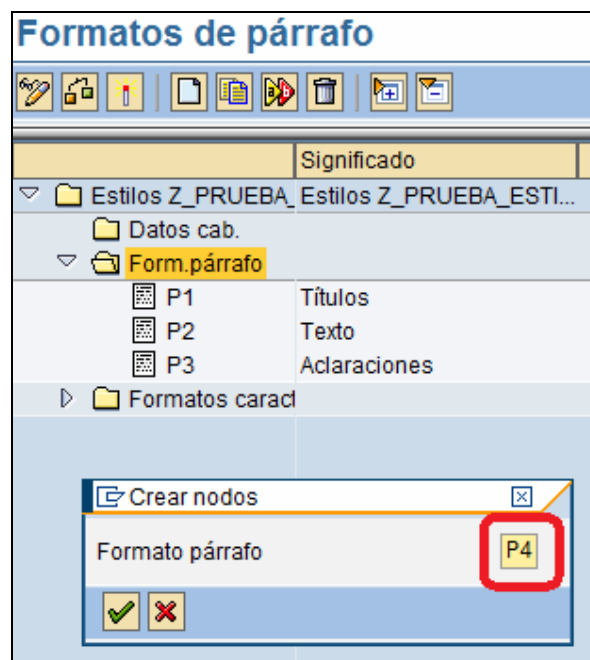 Formatos de párrafo
Significado
Estilos Z_PRUEBA_ Estilos Z_PRUEBA_ESTI...
Datos cab.
Form.párrafo
P1 Títulos
P2 Texto
P3 Aclaraciones
Formatos caract
Crear nodos
Formato párrafo P4